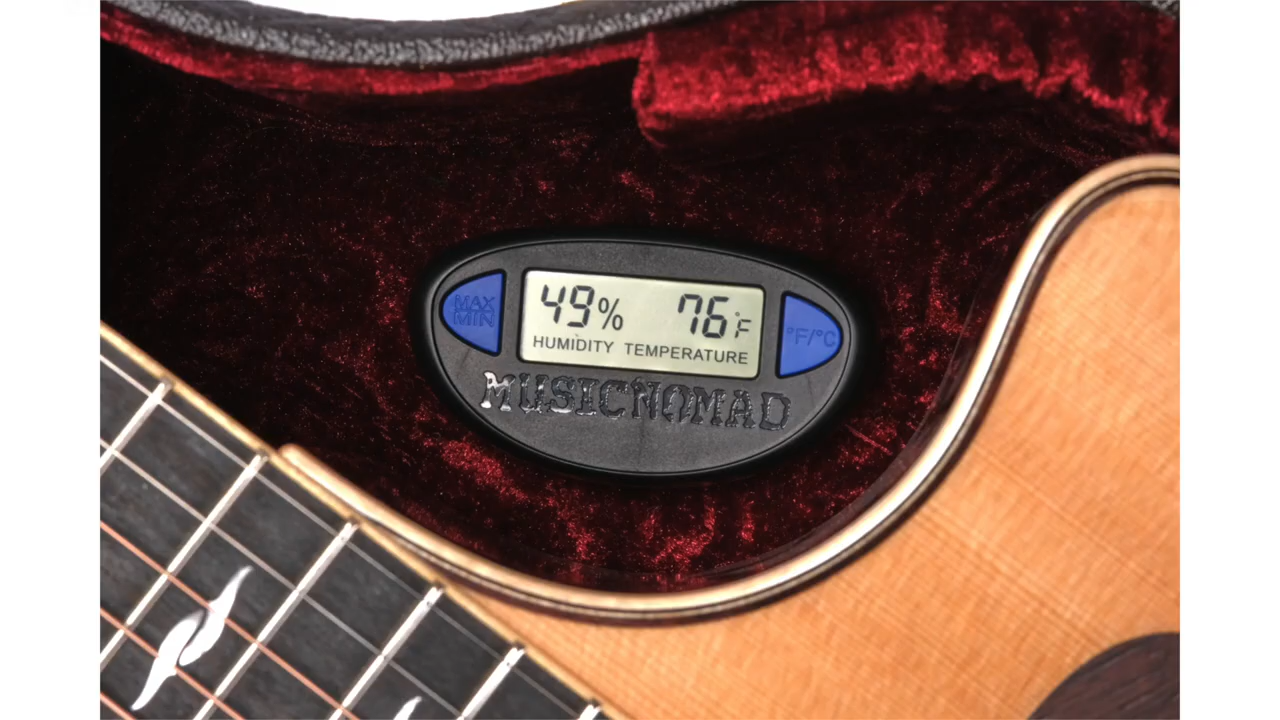 MAX
MIN
49% 76°F
HUMIDITY TEMPERATURE
°F/°C
MUSICNOMAD